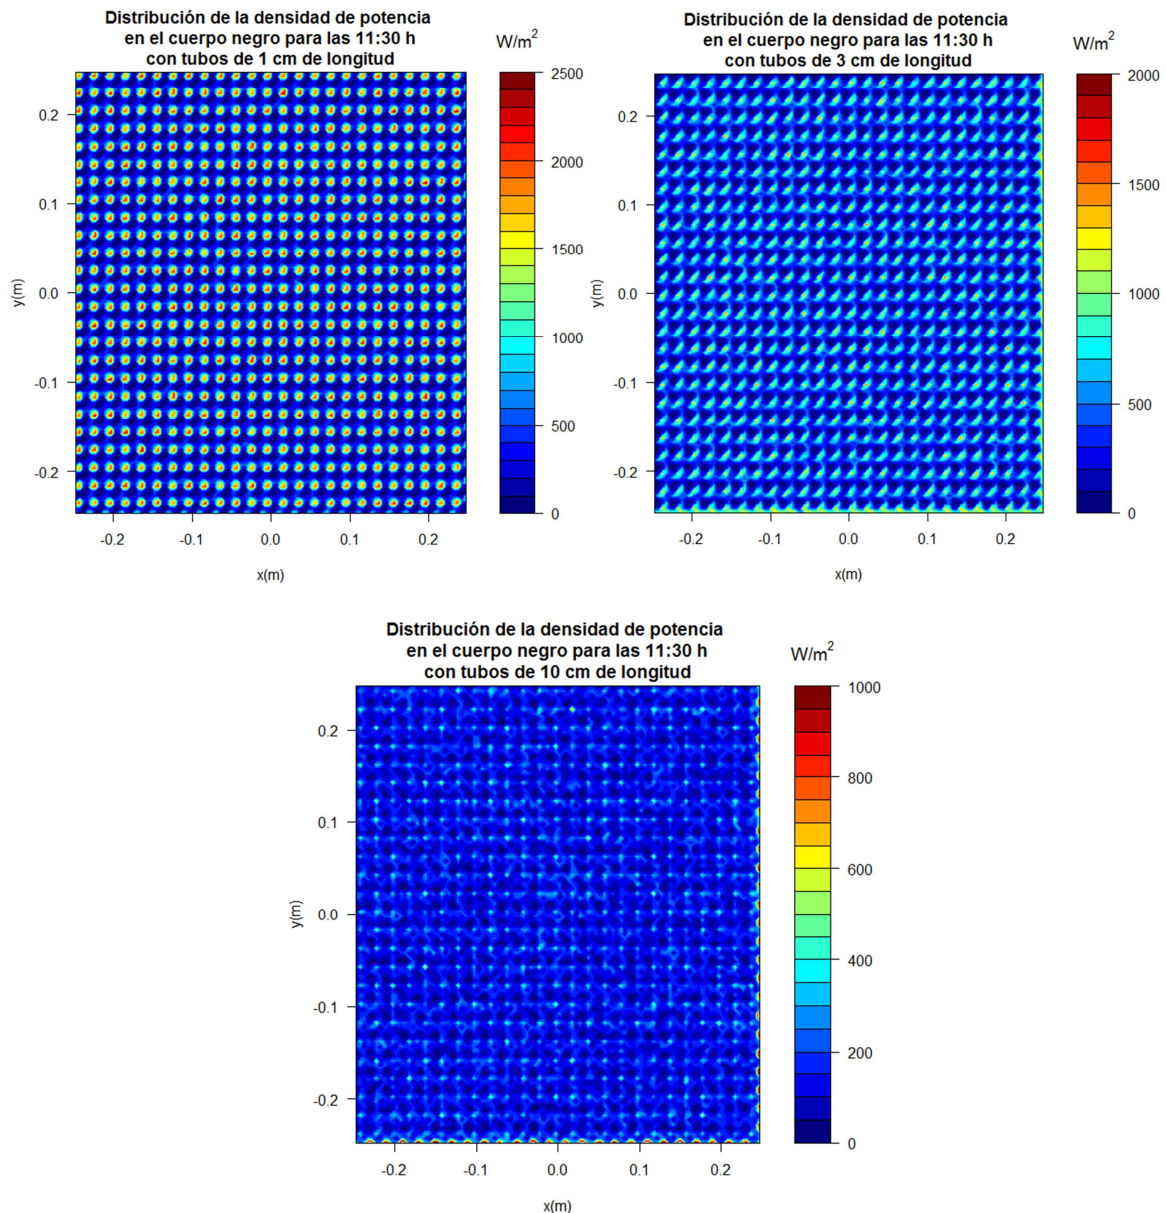 Distribución de la densidad de potencia
en el cuerpo negro para las 11:30 h
con tubos de 1 cm de longitud
W/m²
2500
2000
1500
1000
500
0
y(m)
0.2
0.1
0.0
-0.1
-0.2
-0.2 -0.1 0.0 0.1 0.2
x(m)
Distribución de la densidad de potencia
en el cuerpo negro para las 11:30 h
con tubos de 3 cm de longitud
W/m²
2000
1500
1000
500
0
y(m)
0.2
0.1
0.0
-0.1
-0.2
-0.2 -0.1 0.0 0.1 0.2
x(m)
Distribución de la densidad de potencia
en el cuerpo negro para las 11:30 h
con tubos de 10 cm de longitud
W/m²
1000
800
600
400
200
0
y(m)
0.2
0.1
0.0
-0.1
-0.2
-0.2 -0.1 0.0 0.1 0.2
x(m)